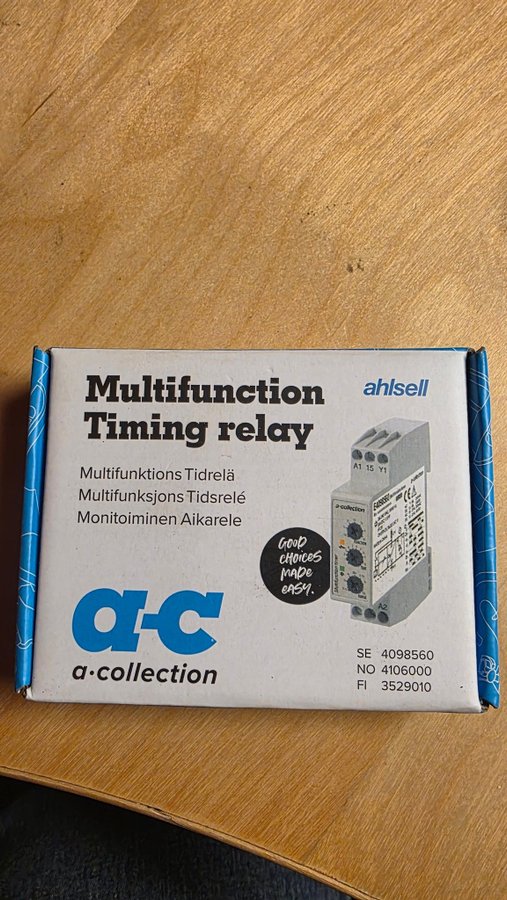 Multifunction
Timing relay
ahlsell
Multifunktions Tidrelä
Multifunksjons Tidsrelé
Monitoiminen Aikarele
A1 15 Y1
a-collection
GOOD
CHOICES
MADE
EASY.
A2
a-c
a·collection
SE 4098560
NO 4106000
FI 3529010